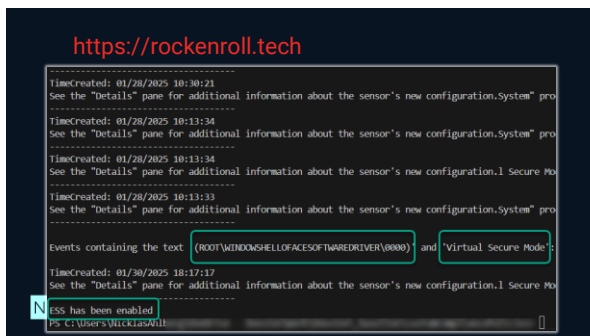 https://rockenroll.tech
-----------------------------------
TimeCreated: 01/28/2025 10:30:21
See the "Details" pane for additional information about the sensor's new configuration.System" pro
-----------------------------------
TimeCreated: 01/28/2025 10:13:34
See the "Details" pane for additional information about the sensor's new configuration.System" pro
-----------------------------------
TimeCreated: 01/28/2025 10:13:34
See the "Details" pane for additional information about the sensor's new configuration.l Secure Mo
-----------------------------------
TimeCreated: 01/28/2025 10:13:33
See the "Details" pane for additional information about the sensor's new configuration.System" pro
-----------------------------------
Events containing the text '(ROOT\WINDOWSHELLOFACESOFTWAREDRIVER\0000)' and 'Virtual Secure Mode':
TimeCreated: 01/30/2025 18:17:17
See the "Details" pane for additional information about the sensor's new configuration.l Secure Mo
-----------------------------------
N ESS has been enabled
PS C:\Users\NicklasAhl